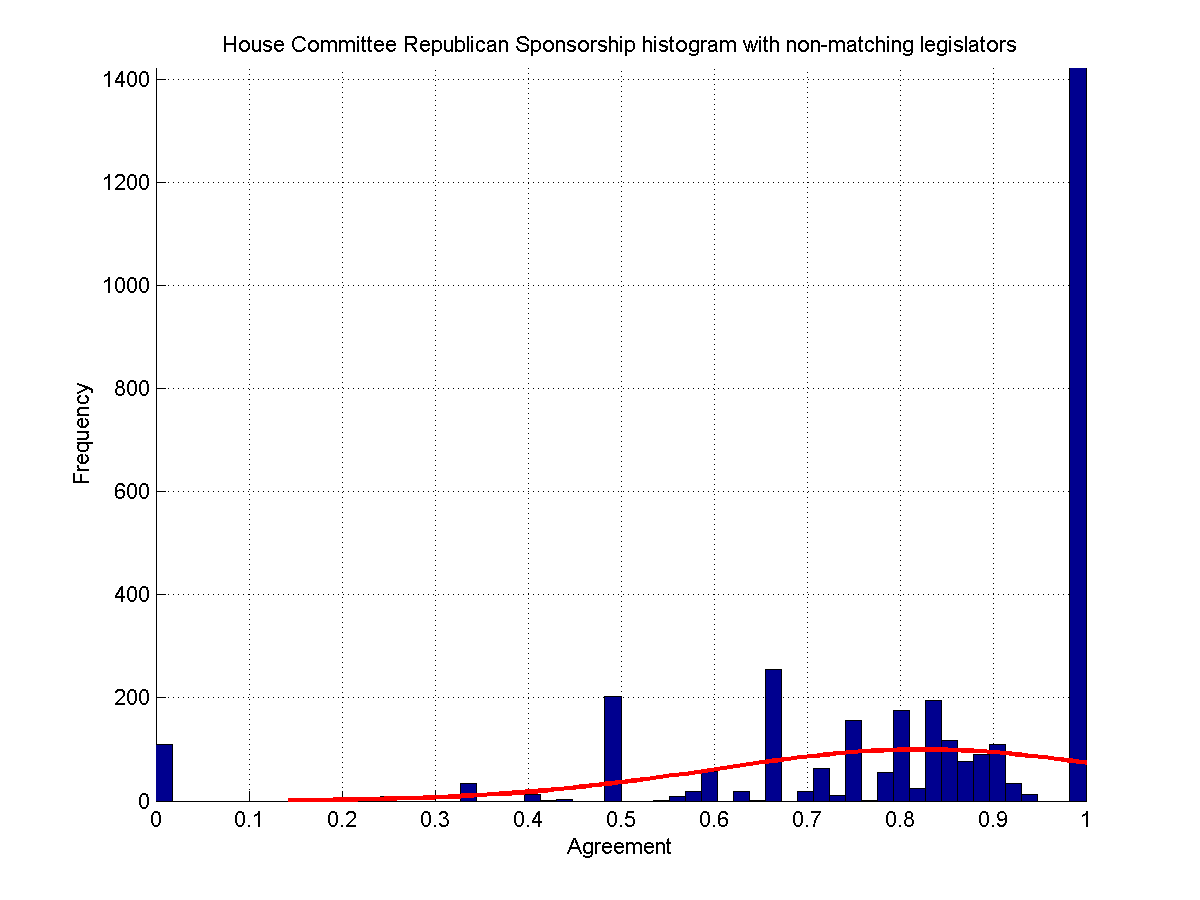 House Committee Republican Sponsorship histogram with non-matching legislators
1400
1200
1000
800
600
400
200
0
Frequency
0 0.1 0.2 0.3 0.4 0.5 0.6 0.7 0.8 0.9 1
Agreement